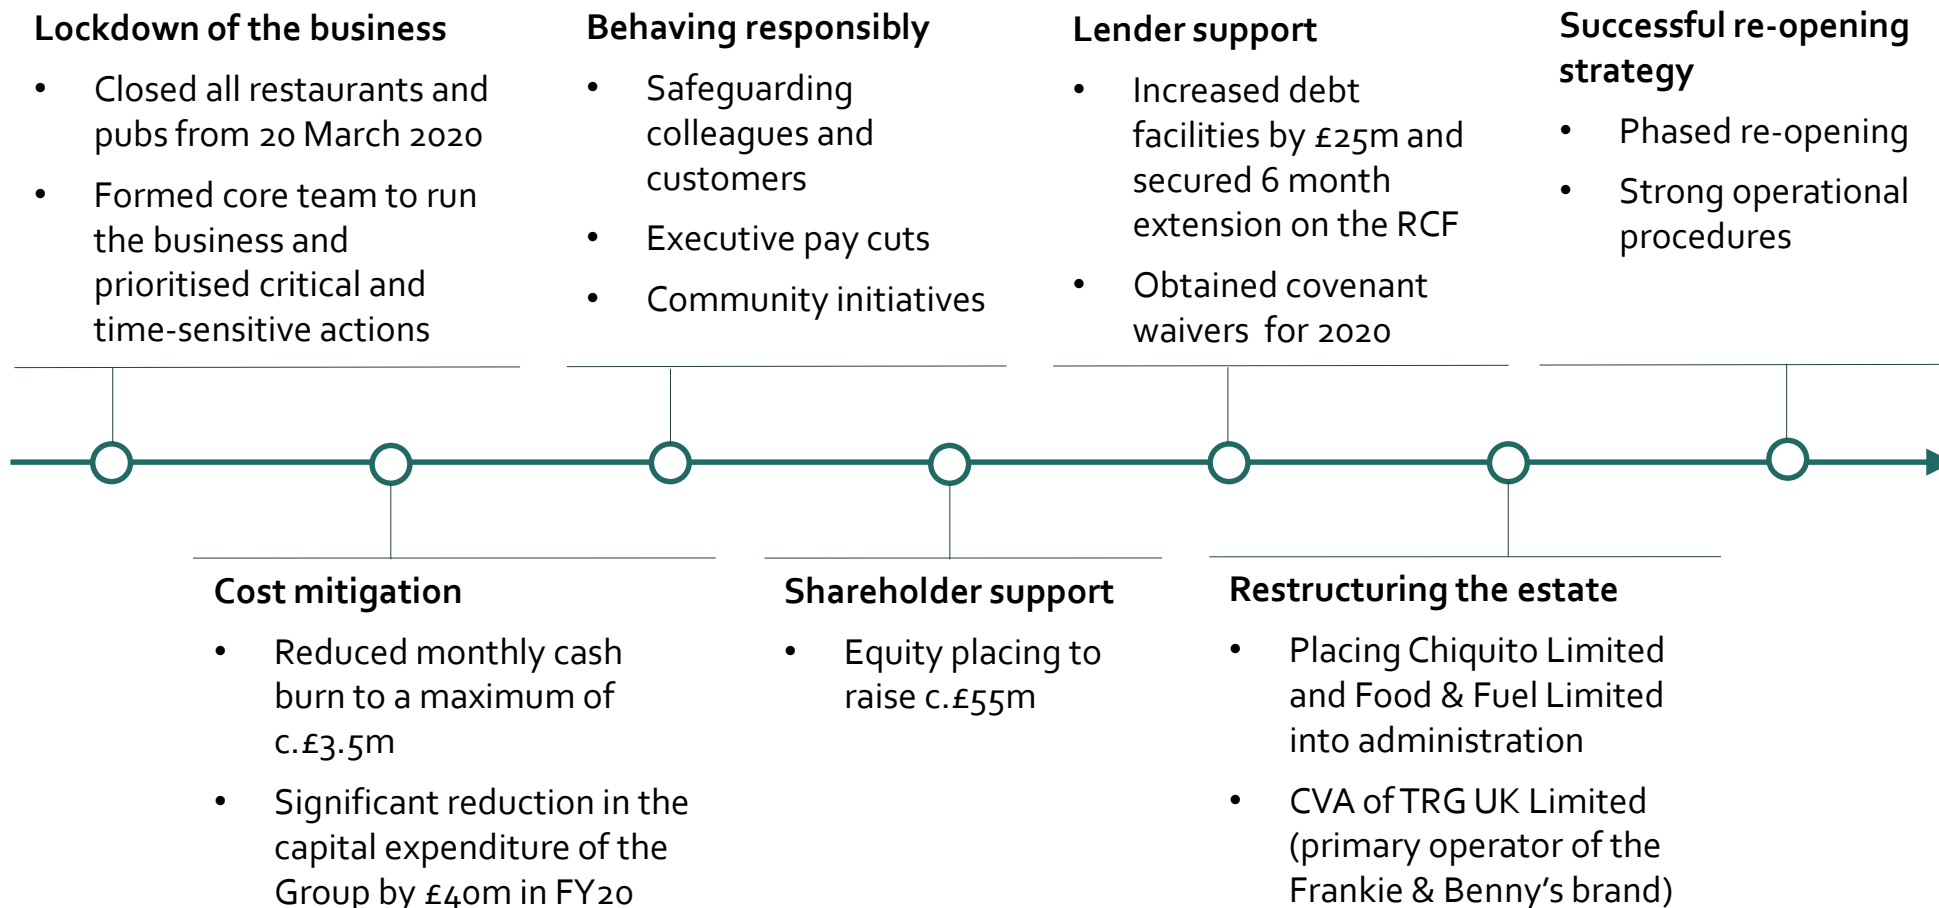 Lockdown of the business
• Closed all restaurants and
pubs from 20 March 2020
• Formed core team to run
the business and
prioritised critical and
time-sensitive actions
Behaving responsibly
• Safeguarding
colleagues and
customers
• Executive pay cuts
• Community initiatives
Lender support
• Increased debt
facilities by £25m and
secured 6 month
extension on the RCF
• Obtained covenant
waivers for 2020
Successful re-opening
strategy
• Phased re-opening
• Strong operational
procedures
Cost mitigation
• Reduced monthly cash
burn to a maximum of
c.£3.5m
• Significant reduction in the
capital expenditure of the
Group by £40m in FY20
Shareholder support
• Equity placing to
raise c.£55m
Restructuring the estate
• Placing Chiquito Limited
and Food & Fuel Limited
into administration
• CVA of TRG UK Limited
(primary operator of the
Frankie & Benny’s brand)